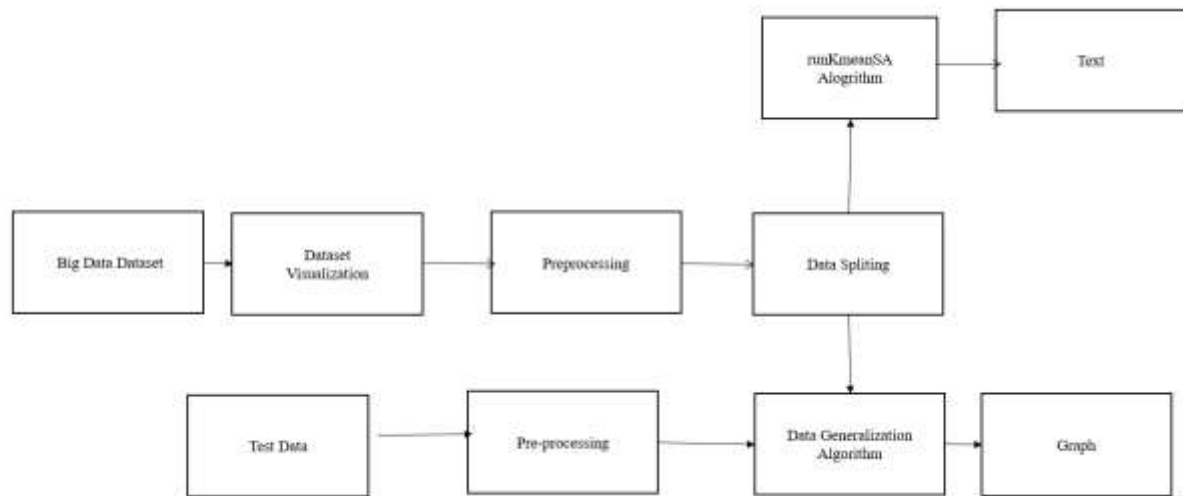 runKmeanSA
Alogrithm
Text
Big Data Dataset
Dataset
Visualization
Preprocessing
Data Spliting
Test Data
Pre-processing
Data Generalization
Algorithm
Graph